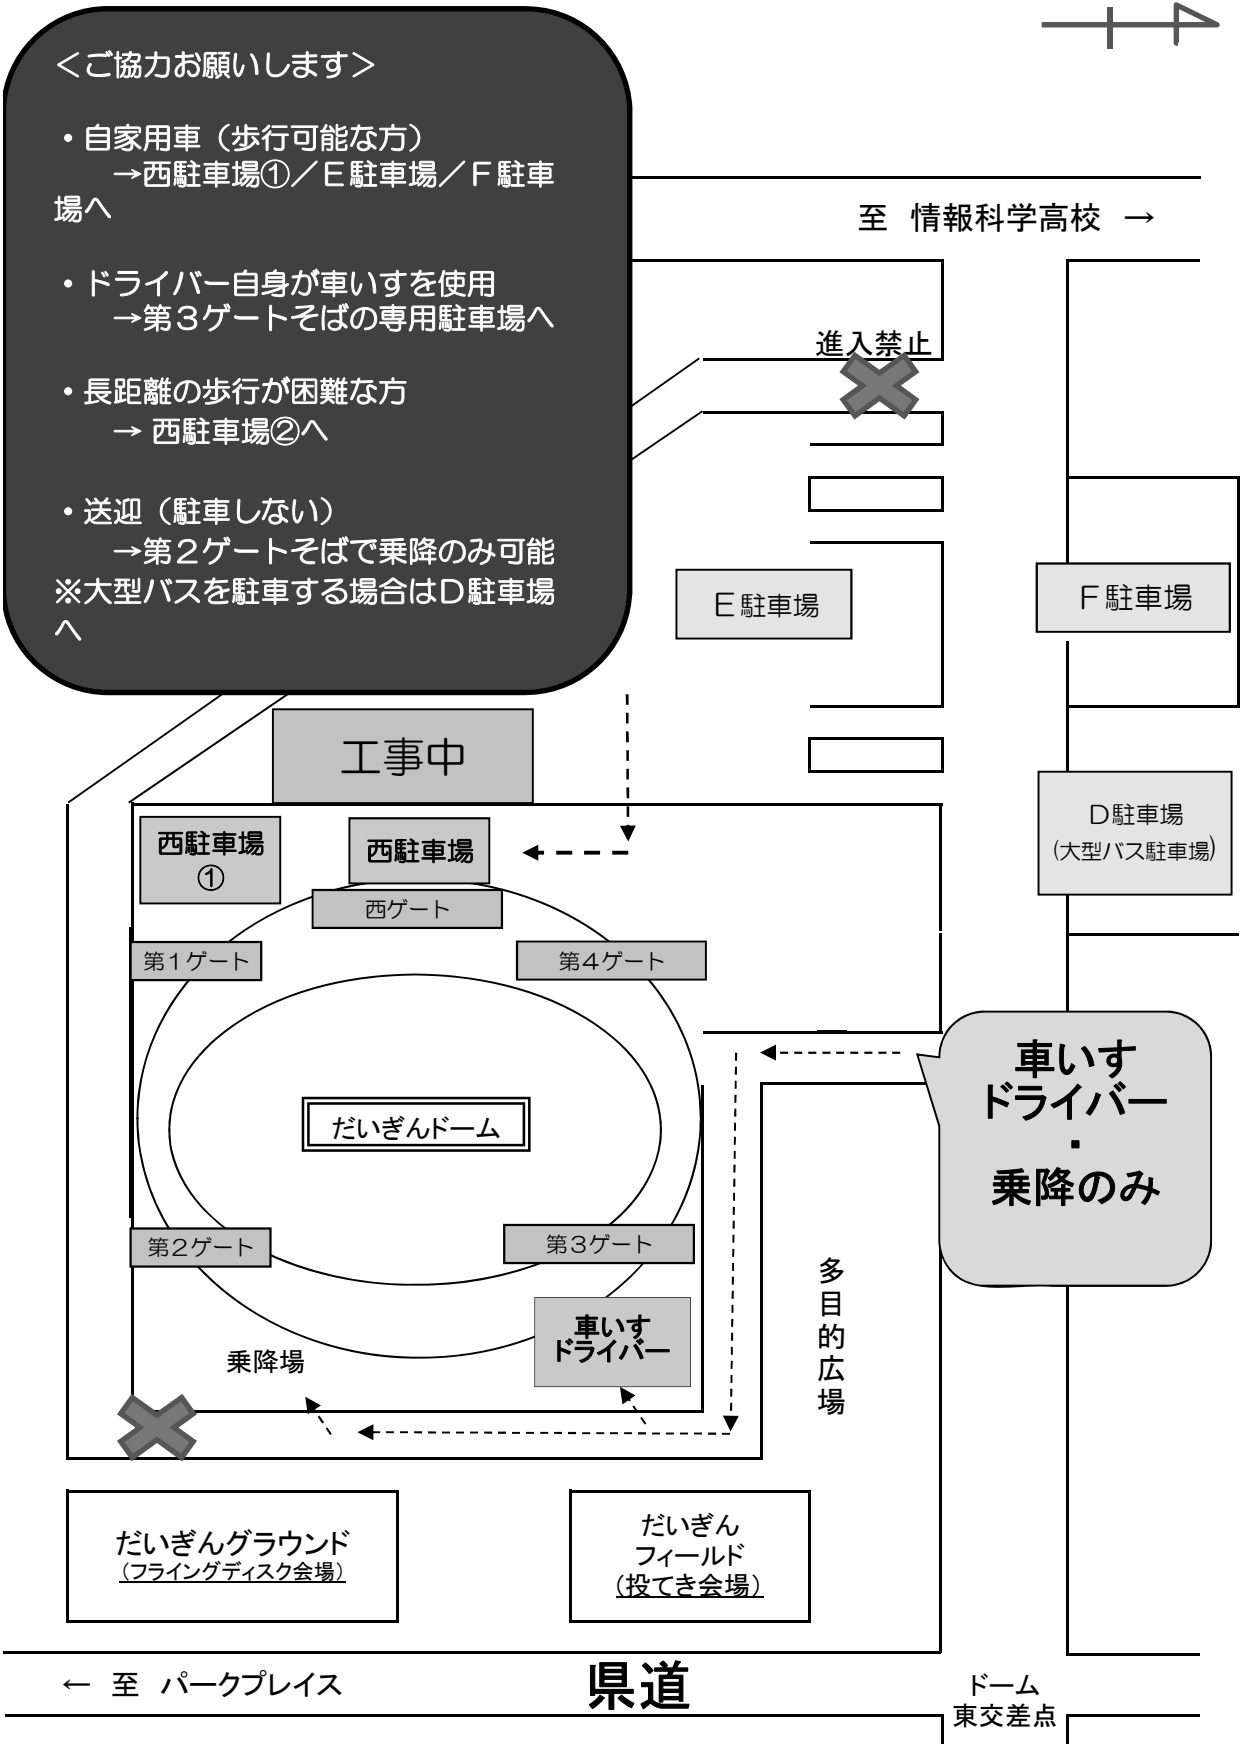 ＜ご協力お願いします＞
・自家用車（歩行可能な方）
→西駐車場①／Ｅ駐車場／Ｆ駐車
場へ
・ドライバー自身が車いすを使用
→第３ゲートそばの専用駐車場へ
・長距離の歩行が困難な方
→ 西駐車場②へ
・送迎（駐車しない）
→第２ゲートそばで乗降のみ可能
※大型バスを駐車する場合はＤ駐車場
へ
至　情報科学高校　→
進入禁止
Ｅ駐車場
Ｆ駐車場
工事中
Ｄ駐車場
（大型バス駐車場）
西駐車場
①
西駐車場
西ゲート
第１ゲート
第４ゲート
車いす
ドライバー
・
乗降のみ
だいぎんドーム
第２ゲート
第３ゲート
車いす
ドライバー
乗降場
多
目
的
広
場
だいぎんグラウンド
（フライングディスク会場）
だいぎん
フィールド
（投てき会場）
←　至　パークプレイス
県道
ドーム
東交差点